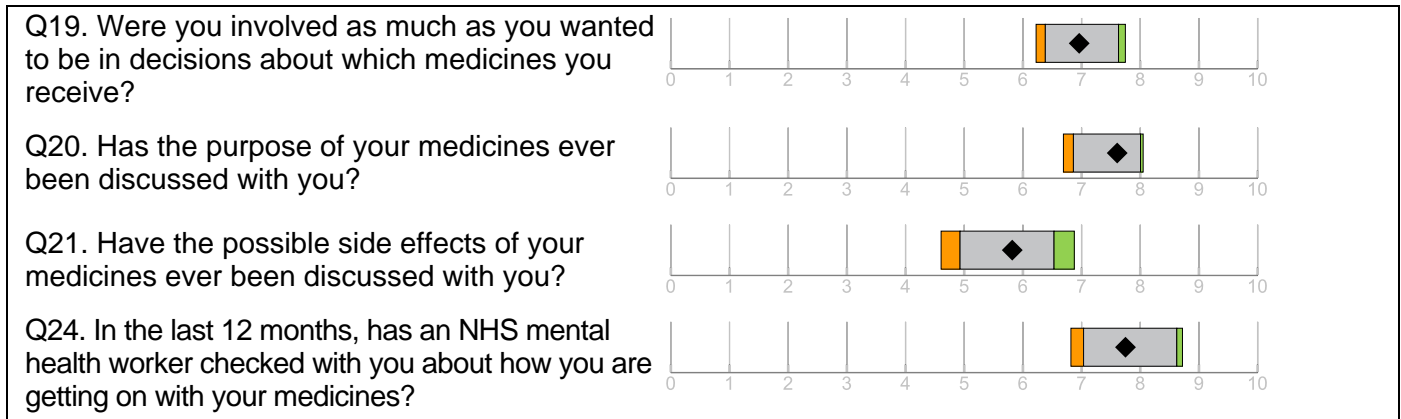 Q19. Were you involved as much as you wanted
to be in decisions about which medicines you
receive?
0 1 2 3 4 5 6 7 8 9 10
Q20. Has the purpose of your medicines ever
been discussed with you?
0 1 2 3 4 5 6 7 8 9 10
Q21. Have the possible side effects of your
medicines ever been discussed with you?
0 1 2 3 4 5 6 7 8 9 10
Q24. In the last 12 months, has an NHS mental
health worker checked with you about how you are
getting on with your medicines?
0 1 2 3 4 5 6 7 8 9 10